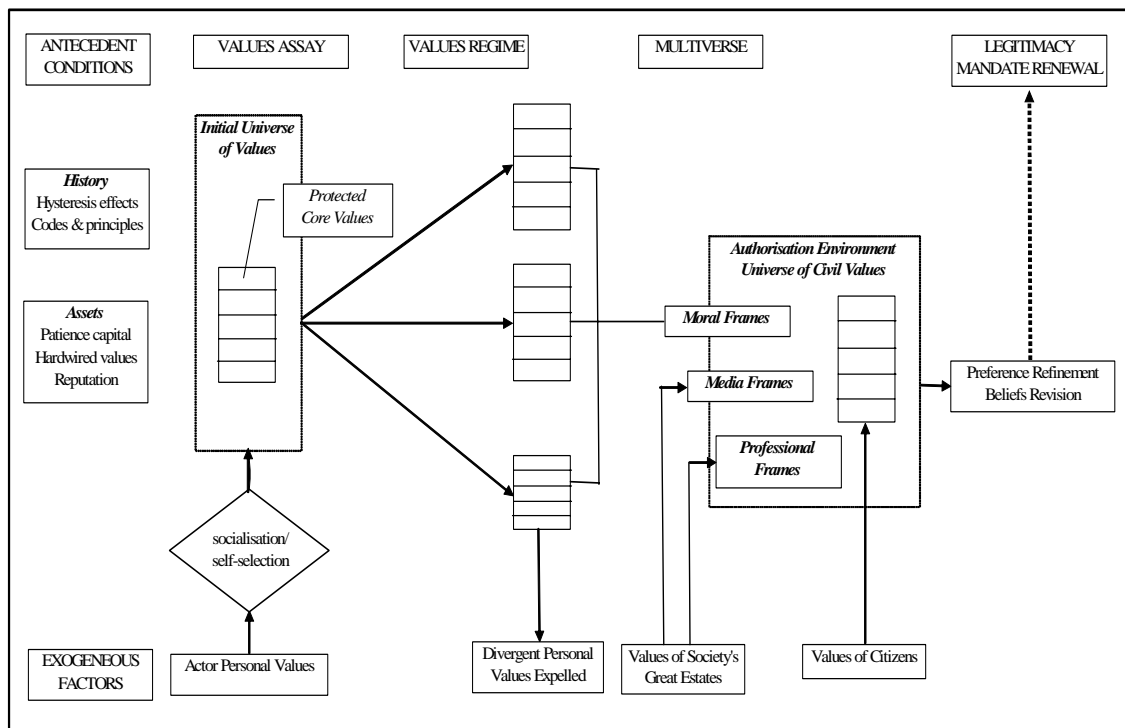 ANTECEDENT
CONDITIONS
VALUES ASSAY
VALUES REGIME
MULTIVERSE
LEGITIMACY
MANDATE RENEWAL
Initial Universe
of Values
History
Hysteresis effects
Codes & principles
Protected
Core Values
Authorisation Environment
Universe of Civil Values
Assets
Patience capital
Hardwired values
Reputation
Moral Frames
Media Frames
Professional
Frames
Preference Refinement
Beliefs Revision
socialisation/
self-selection
EXOGENEOUS
FACTORS
Actor Personal Values
Divergent Personal
Values Expelled
Values of Society's
Great Estates
Values of Citizens